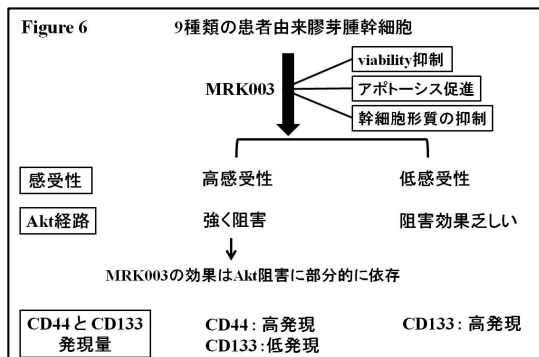 Figure 6
9種類の患者由来膠芽腫幹細胞
MRK003
viability抑制
アポトーシス促進
幹細胞形質の抑制
感受性
高感受性
低感受性
Akt経路
強く阻害
阻害効果乏しい
MRK003の効果はAkt阻害に部分的に依存
CD44とCD133
発現量
CD44：高発現
CD133：低発現
CD133：高発現